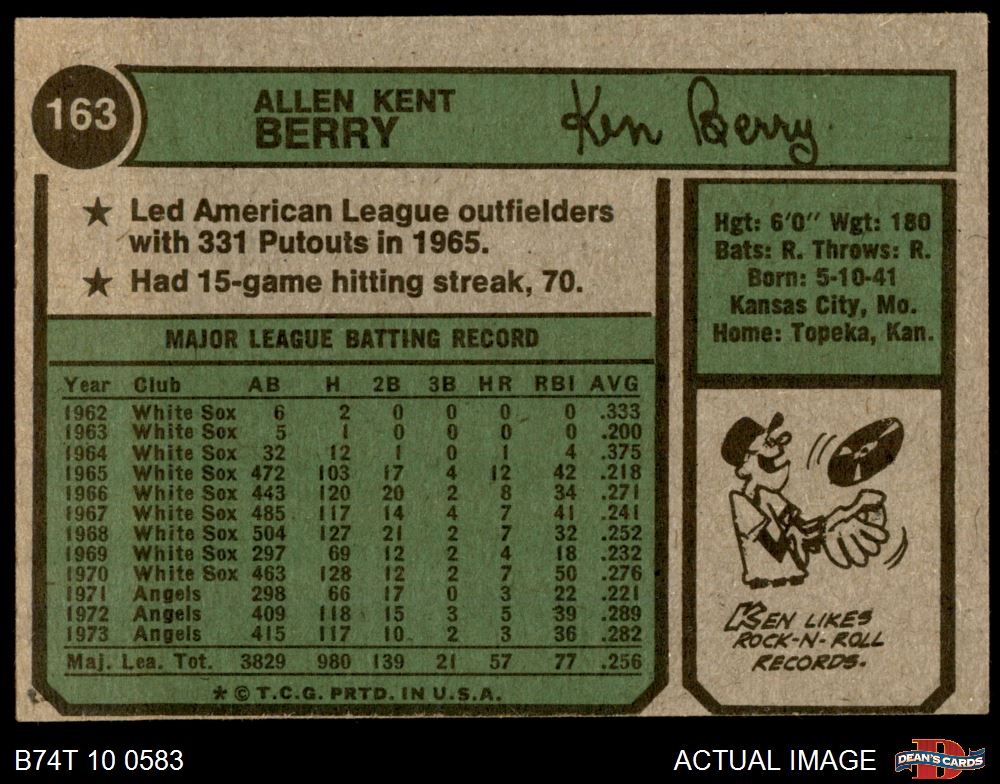 163
ALLEN KENT
BERRY
Ken Berry
★ Led American League outfielders
with 331 Putouts in 1965.
★ Had 15-game hitting streak, 70.
MAJOR LEAGUE BATTING RECORD
Year Club AB H 2B 3B HR RBI AVG
1962 White Sox 6 2 0 0 0 0 .333
1963 White Sox 5 1 0 0 0 0 .200
1964 White Sox 32 12 1 0 1 4 .375
1965 White Sox 472 103 17 4 12 42 .218
1966 White Sox 443 120 20 2 8 34 .271
1967 White Sox 485 117 14 4 7 41 .241
1968 White Sox 504 127 21 2 7 32 .252
1969 White Sox 297 69 12 2 4 18 .232
1970 White Sox 463 128 12 2 7 50 .276
1971 Angels 298 66 17 0 3 22 .221
1972 Angels 409 118 15 3 5 39 .289
1973 Angels 415 117 10 2 3 36 .282
Maj. Lea. Tot. 3829 980 139 21 57 77 .256
* © T.C.G. PRTD. IN U.S.A.
Hgt: 6'0" Wgt: 180
Bats: R. Throws: R.
Born: 5-10-41
Kansas City, Mo.
Home: Topeka, Kan.
KEN LIKES
ROCK-N-ROLL
RECORDS.
B74T 10 0583
ACTUAL IMAGE
DEAN'S CARDS